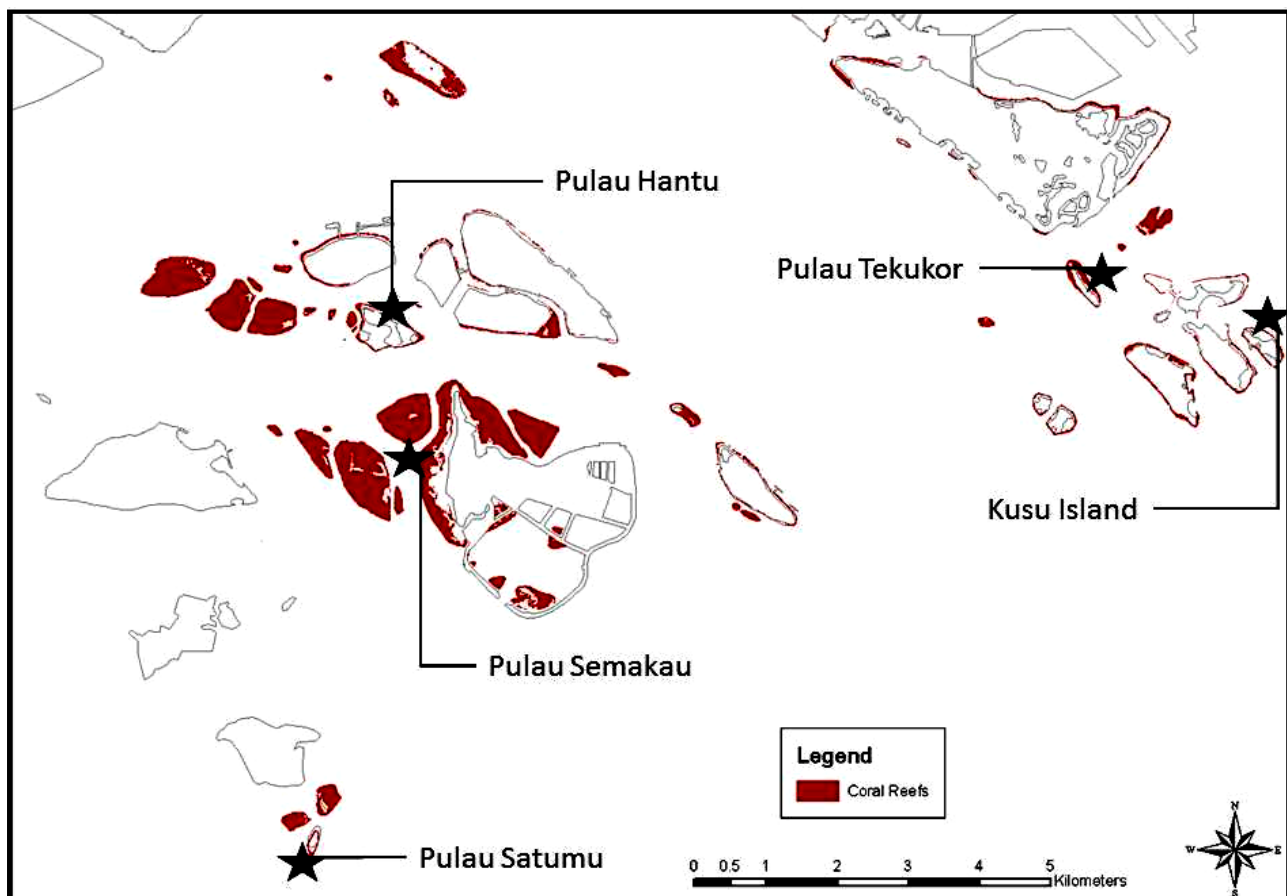 Pulau Hantu
Pulau Tekukor
Kusu Island
Pulau Semakau
Legend
Coral Reefs
Pulau Satumu
0 0.5 1 2 3 4 5
Kilometers
N
W E
S